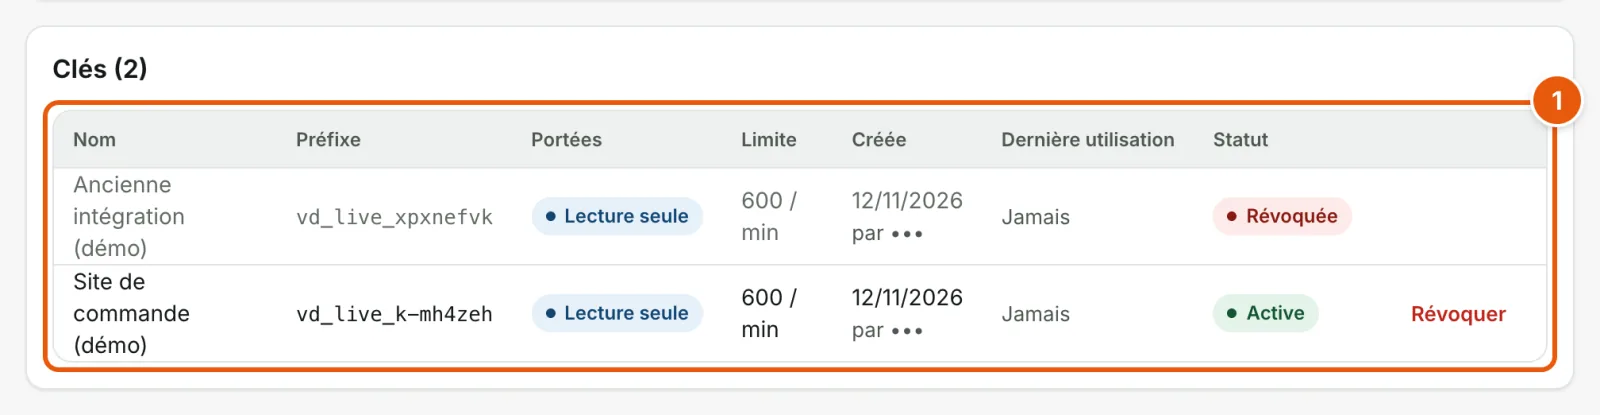 Clés (2)
1
Nom Préfixe Portées Limite Créée Dernière utilisation Statut
Ancienne
intégration
(démo)
vd_live_xpxnefvk
Lecture seule
600 /
min
12/11/2026
par •••
Jamais
Révoquée
Site de
commande
(démo)
vd_live_k-mh4zeh
Lecture seule
600 /
min
12/11/2026
par •••
Jamais
Active
Révoquer